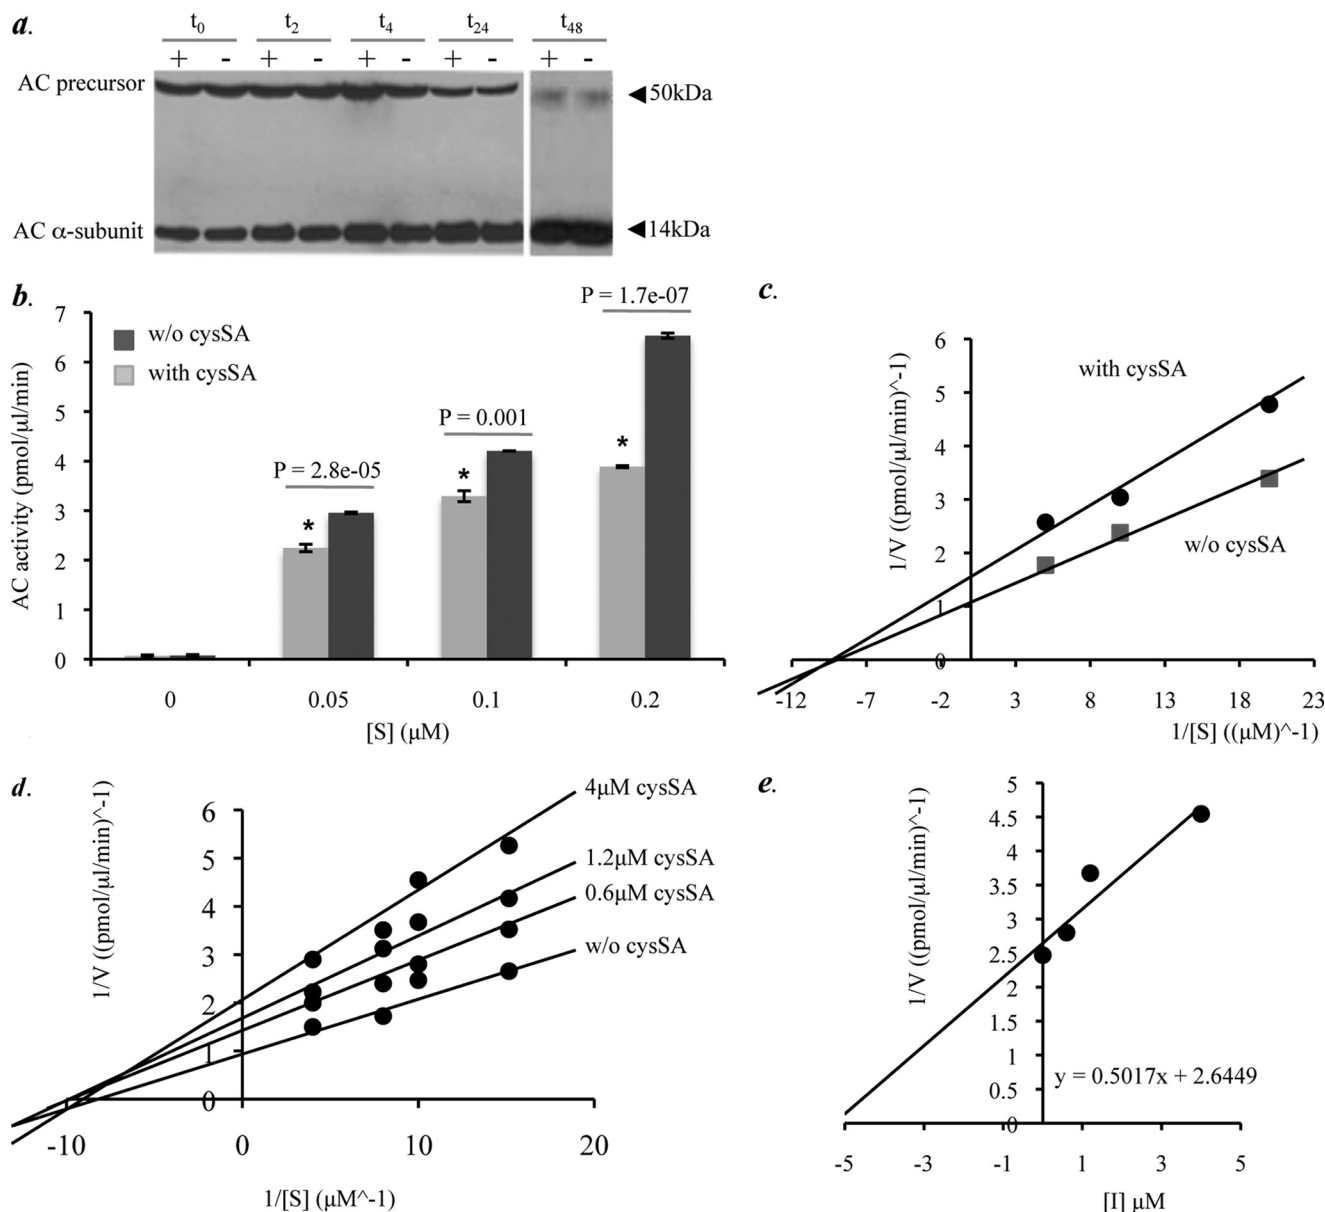 a.
t0 t2 t4 t24 t48
+ - + - + - + - + -
AC precursor
◀50kDa
AC α-subunit
◀14kDa
b.
AC activity (pmol/µl/min)
7
6
5
4
3
2
1
0
w/o cysSA
with cysSA
P = 2.8e-05
P = 0.001
P = 1.7e-07
* * *
0 0.05 0.1 0.2
[S] (µM)
c.
1/V ((pmol/µl/min)^-1)
6
5
4
3
2
1
0
with cysSA
w/o cysSA
-12 -7 -2 3 8 13 18 23
1/[S] ((µM)^-1)
d.
1/V ((pmol/µl/min)^-1)
6
5
4
3
2
1
0
4µM cysSA
1.2µM cysSA
0.6µM cysSA
w/o cysSA
-10 0 10 20
1/[S] (µM^-1)
e.
1/V ((pmol/µl/min)^-1)
5
4.5
4
3.5
3
2.5
2
1.5
1
0.5
0
y = 0.5017x + 2.6449
-5 -3 -1 1 3 5
[I] µM